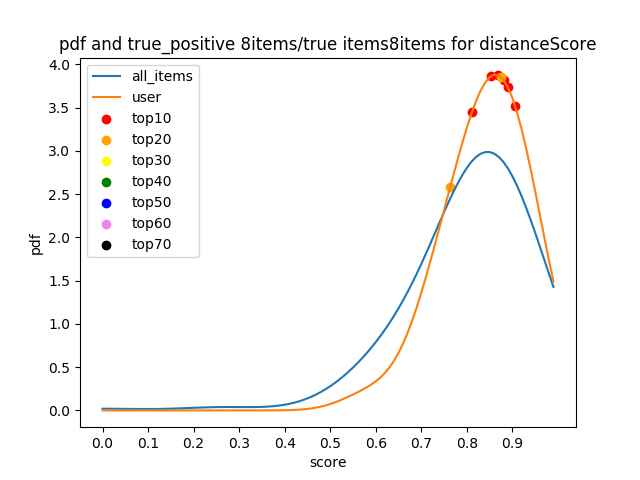 pdf and true_positive 8items/true items8items for distanceScore
4.0
3.5
3.0
2.5
2.0
1.5
1.0
0.5
0.0
pdf
all_items
user
top10
top20
top30
top40
top50
top60
top70
0.0 0.1 0.2 0.3 0.4 0.5 0.6 0.7 0.8 0.9
score